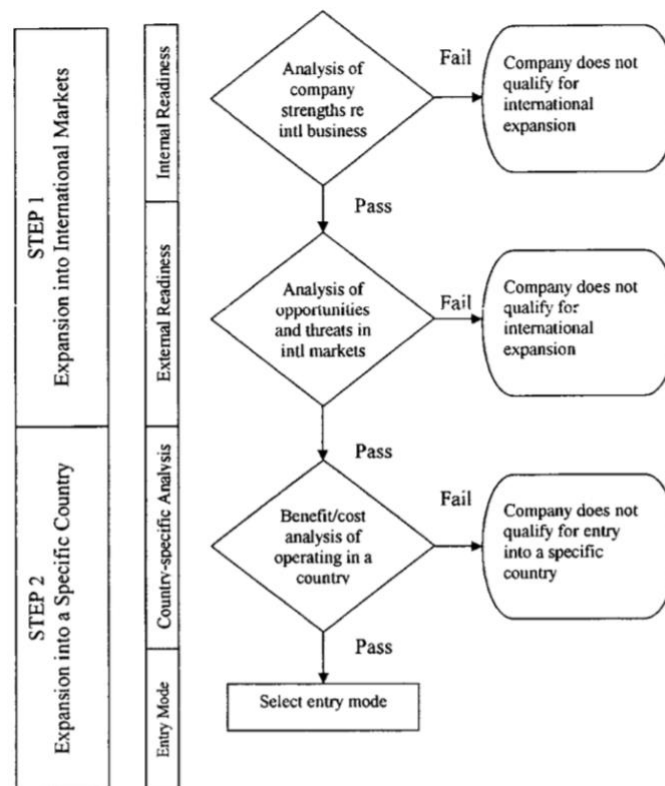 STEP 1
Expansion into International Markets
Internal Readiness
Analysis of
company
strengths re
intl business
Fail
Company does not
qualify for
international
expansion
Pass
External Readiness
Analysis of
opportunities
and threats in
intl markets
Fail
Company does not
qualify for
international
expansion
Pass
STEP 2
Expansion into a Specific Country
Country-specific Analysis
Benefit/cost
analysis of
operating in a
country
Fail
Company does not
qualify for entry
into a specific
country
Pass
Entry Mode
Select entry mode